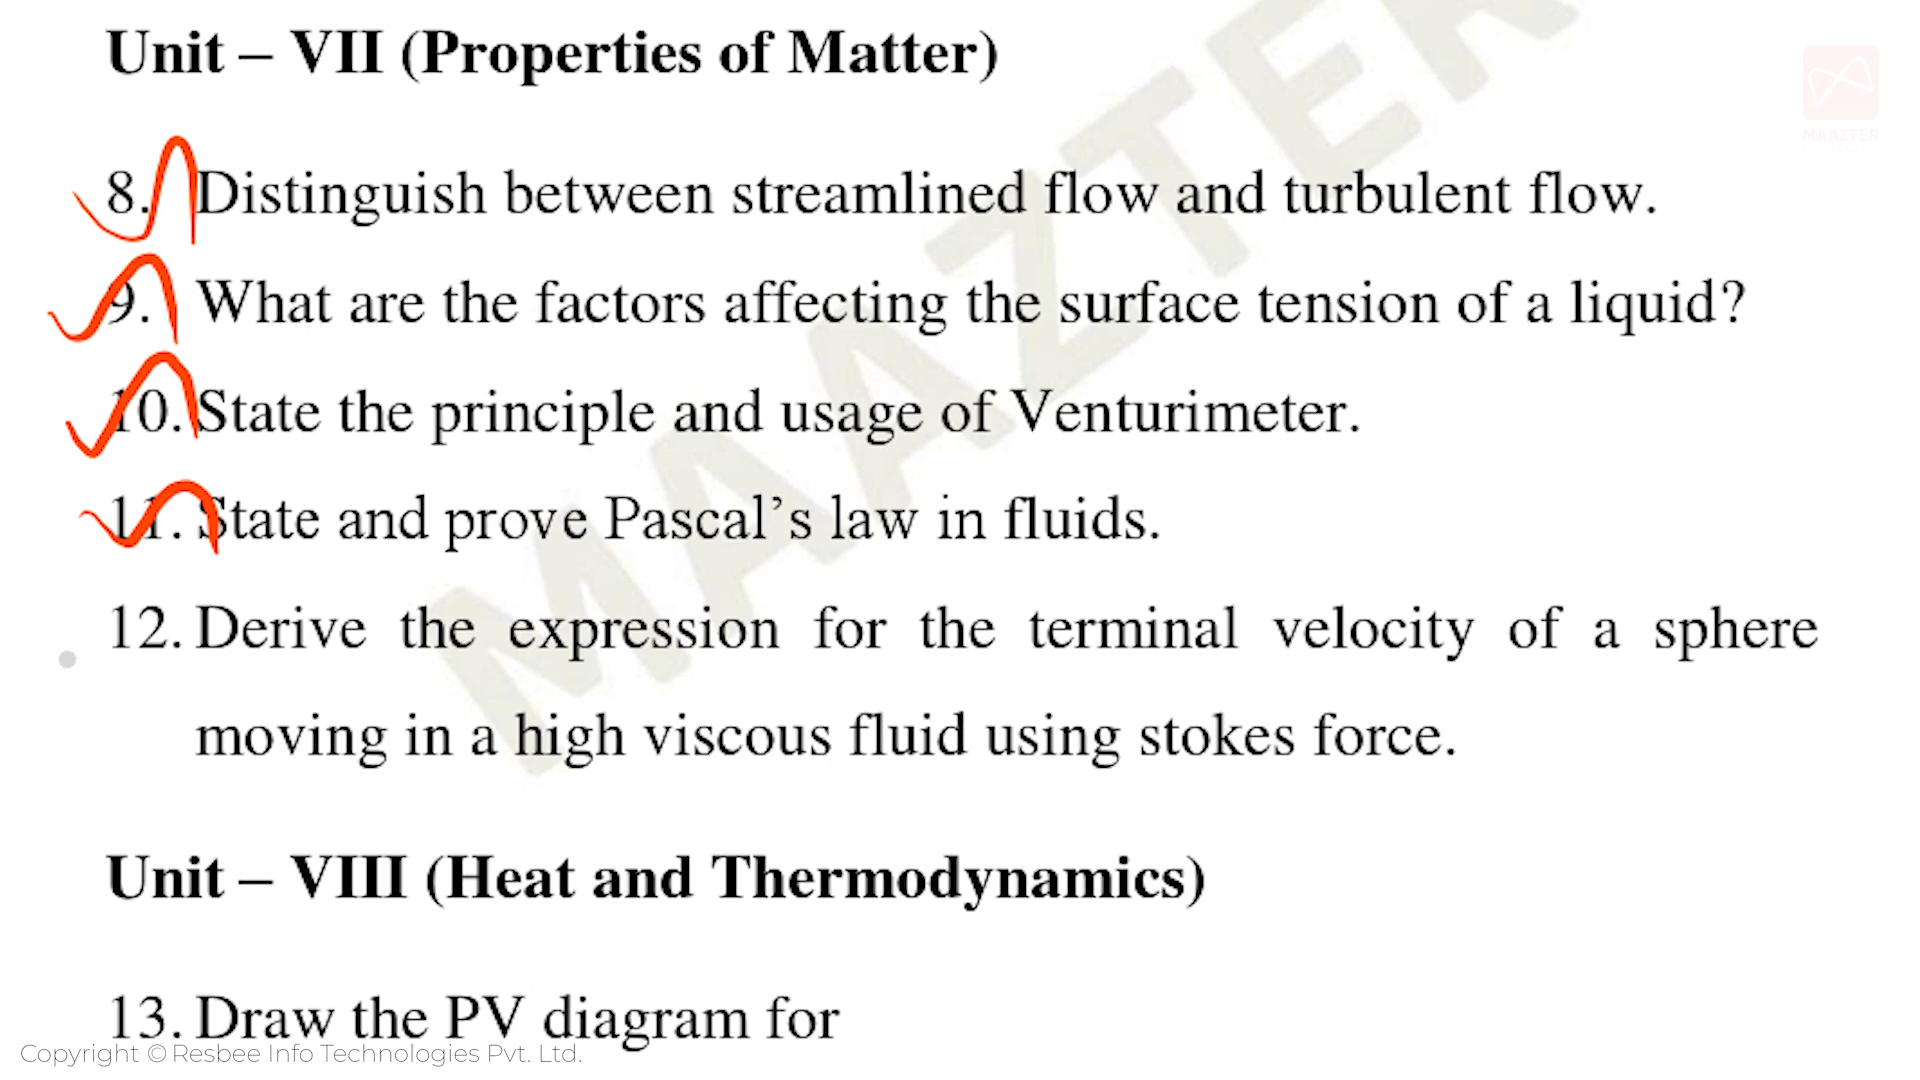 Unit – VII (Properties of Matter)
MAAZTER
8. Distinguish between streamlined flow and turbulent flow.
9. What are the factors affecting the surface tension of a liquid?
10. State the principle and usage of Venturimeter.
11. State and prove Pascal’s law in fluids.
12. Derive the expression for the terminal velocity of a sphere
moving in a high viscous fluid using stokes force.
MAAZTER
Unit – VIII (Heat and Thermodynamics)
13. Draw the PV diagram for
Copyright © Resbee Info Technologies Pvt. Ltd.